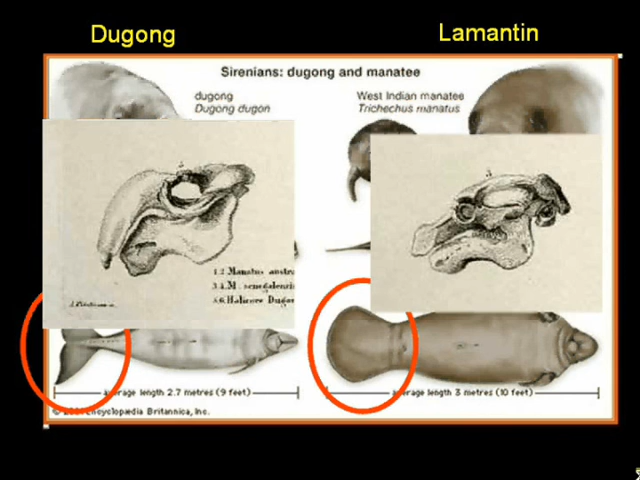 Dugong
Lamantin
Sirenians: dugong and manatee
dugong
Dugong dugon
West Indian manatee
Trichechus manatus
1.2. Manatus austra
3.4. M. senegalensis
5.6. Halicore Dugon
average length 2.7 metres (9 feet)
average length 3 metres (10 feet)
Encyclopædia Britannica, Inc.